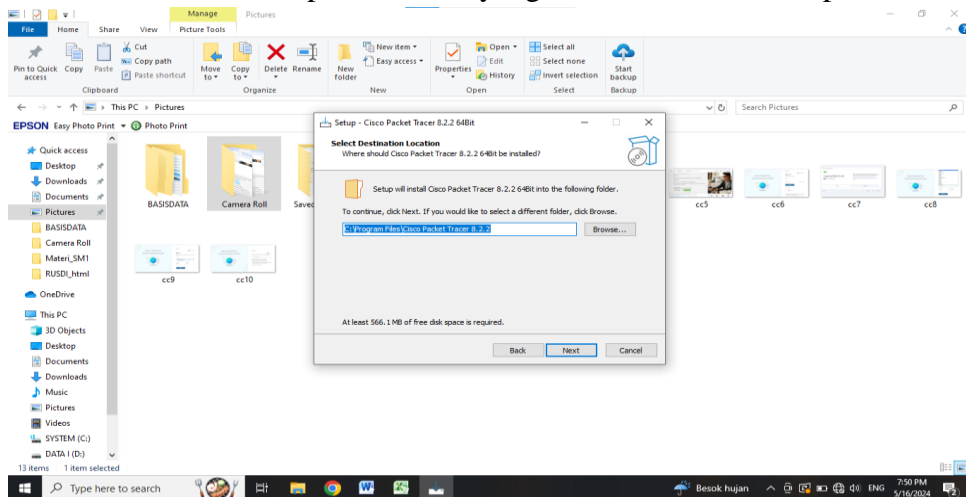 Manage
Pictures
File
Home
Share
View
Picture Tools
Pin to Quick access
Copy
Paste
Cut
Copy path
Paste shortcut
Move to
Copy to
Delete
Rename
New folder
New item
Easy access
Properties
Open
Edit
History
Select all
Select none
Invert selection
Start backup
Clipboard
Organize
New
Open
Select
Backup
This PC > Pictures
Search Pictures
EPSON Easy Photo Print
Photo Print
Quick access
Desktop
Downloads
Documents
Pictures
BASISDATA
Camera Roll
Materi_SM1
RUSDI_html
OneDrive
This PC
3D Objects
Desktop
Documents
Downloads
Music
Pictures
Videos
SYSTEM (C:)
DATA I (D:)
BASISDATA
Camera Roll
Saved
cc5
cc6
cc7
cc8
cc9
cc10
Setup - Cisco Packet Tracer 8.2.2 64Bit
Select Destination Location
Where should Cisco Packet Tracer 8.2.2 64Bit be installed?
Setup will install Cisco Packet Tracer 8.2.2 64Bit into the following folder.
To continue, click Next. If you would like to select a different folder, click Browse.
C:\Program Files\Cisco Packet Tracer 8.2.2
Browse...
At least 566.1 MB of free disk space is required.
Back
Next
Cancel
13 items
1 item selected
Type here to search
Besok hujan
ENG
7:50 PM
5/16/2024